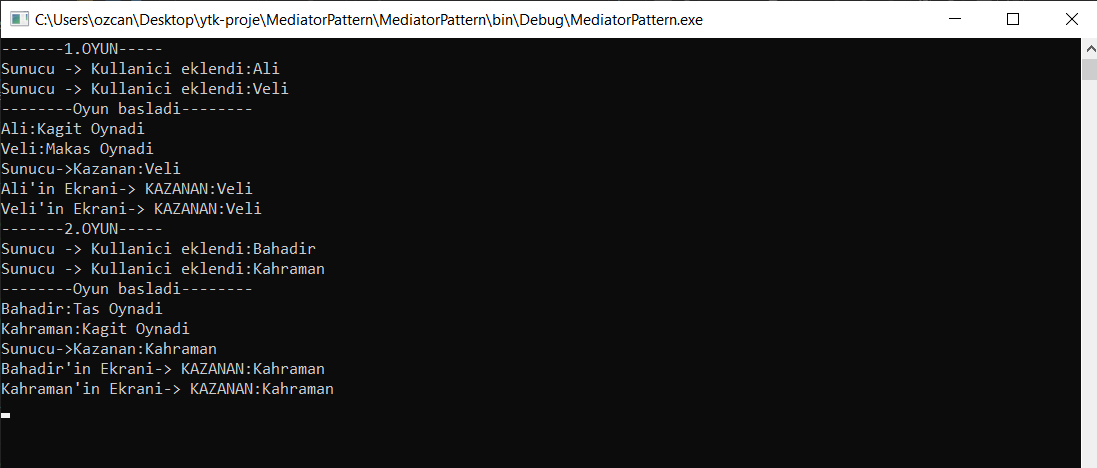 C:\Users\ozcan\Desktop\ytk-proje\MediatorPattern\MediatorPattern\bin\Debug\MediatorPattern.exe
-------1.OYUN-----
Sunucu -> Kullanici eklendi:Ali
Sunucu -> Kullanici eklendi:Veli
--------Oyun basladi--------
Ali:Kagit Oynadi
Veli:Makas Oynadi
Sunucu->Kazanan:Veli
Ali'in Ekrani-> KAZANAN:Veli
Veli'in Ekrani-> KAZANAN:Veli
-------2.OYUN-----
Sunucu -> Kullanici eklendi:Bahadir
Sunucu -> Kullanici eklendi:Kahraman
--------Oyun basladi--------
Bahadir:Tas Oynadi
Kahraman:Kagit Oynadi
Sunucu->Kazanan:Kahraman
Bahadir'in Ekrani-> KAZANAN:Kahraman
Kahraman'in Ekrani-> KAZANAN:Kahraman